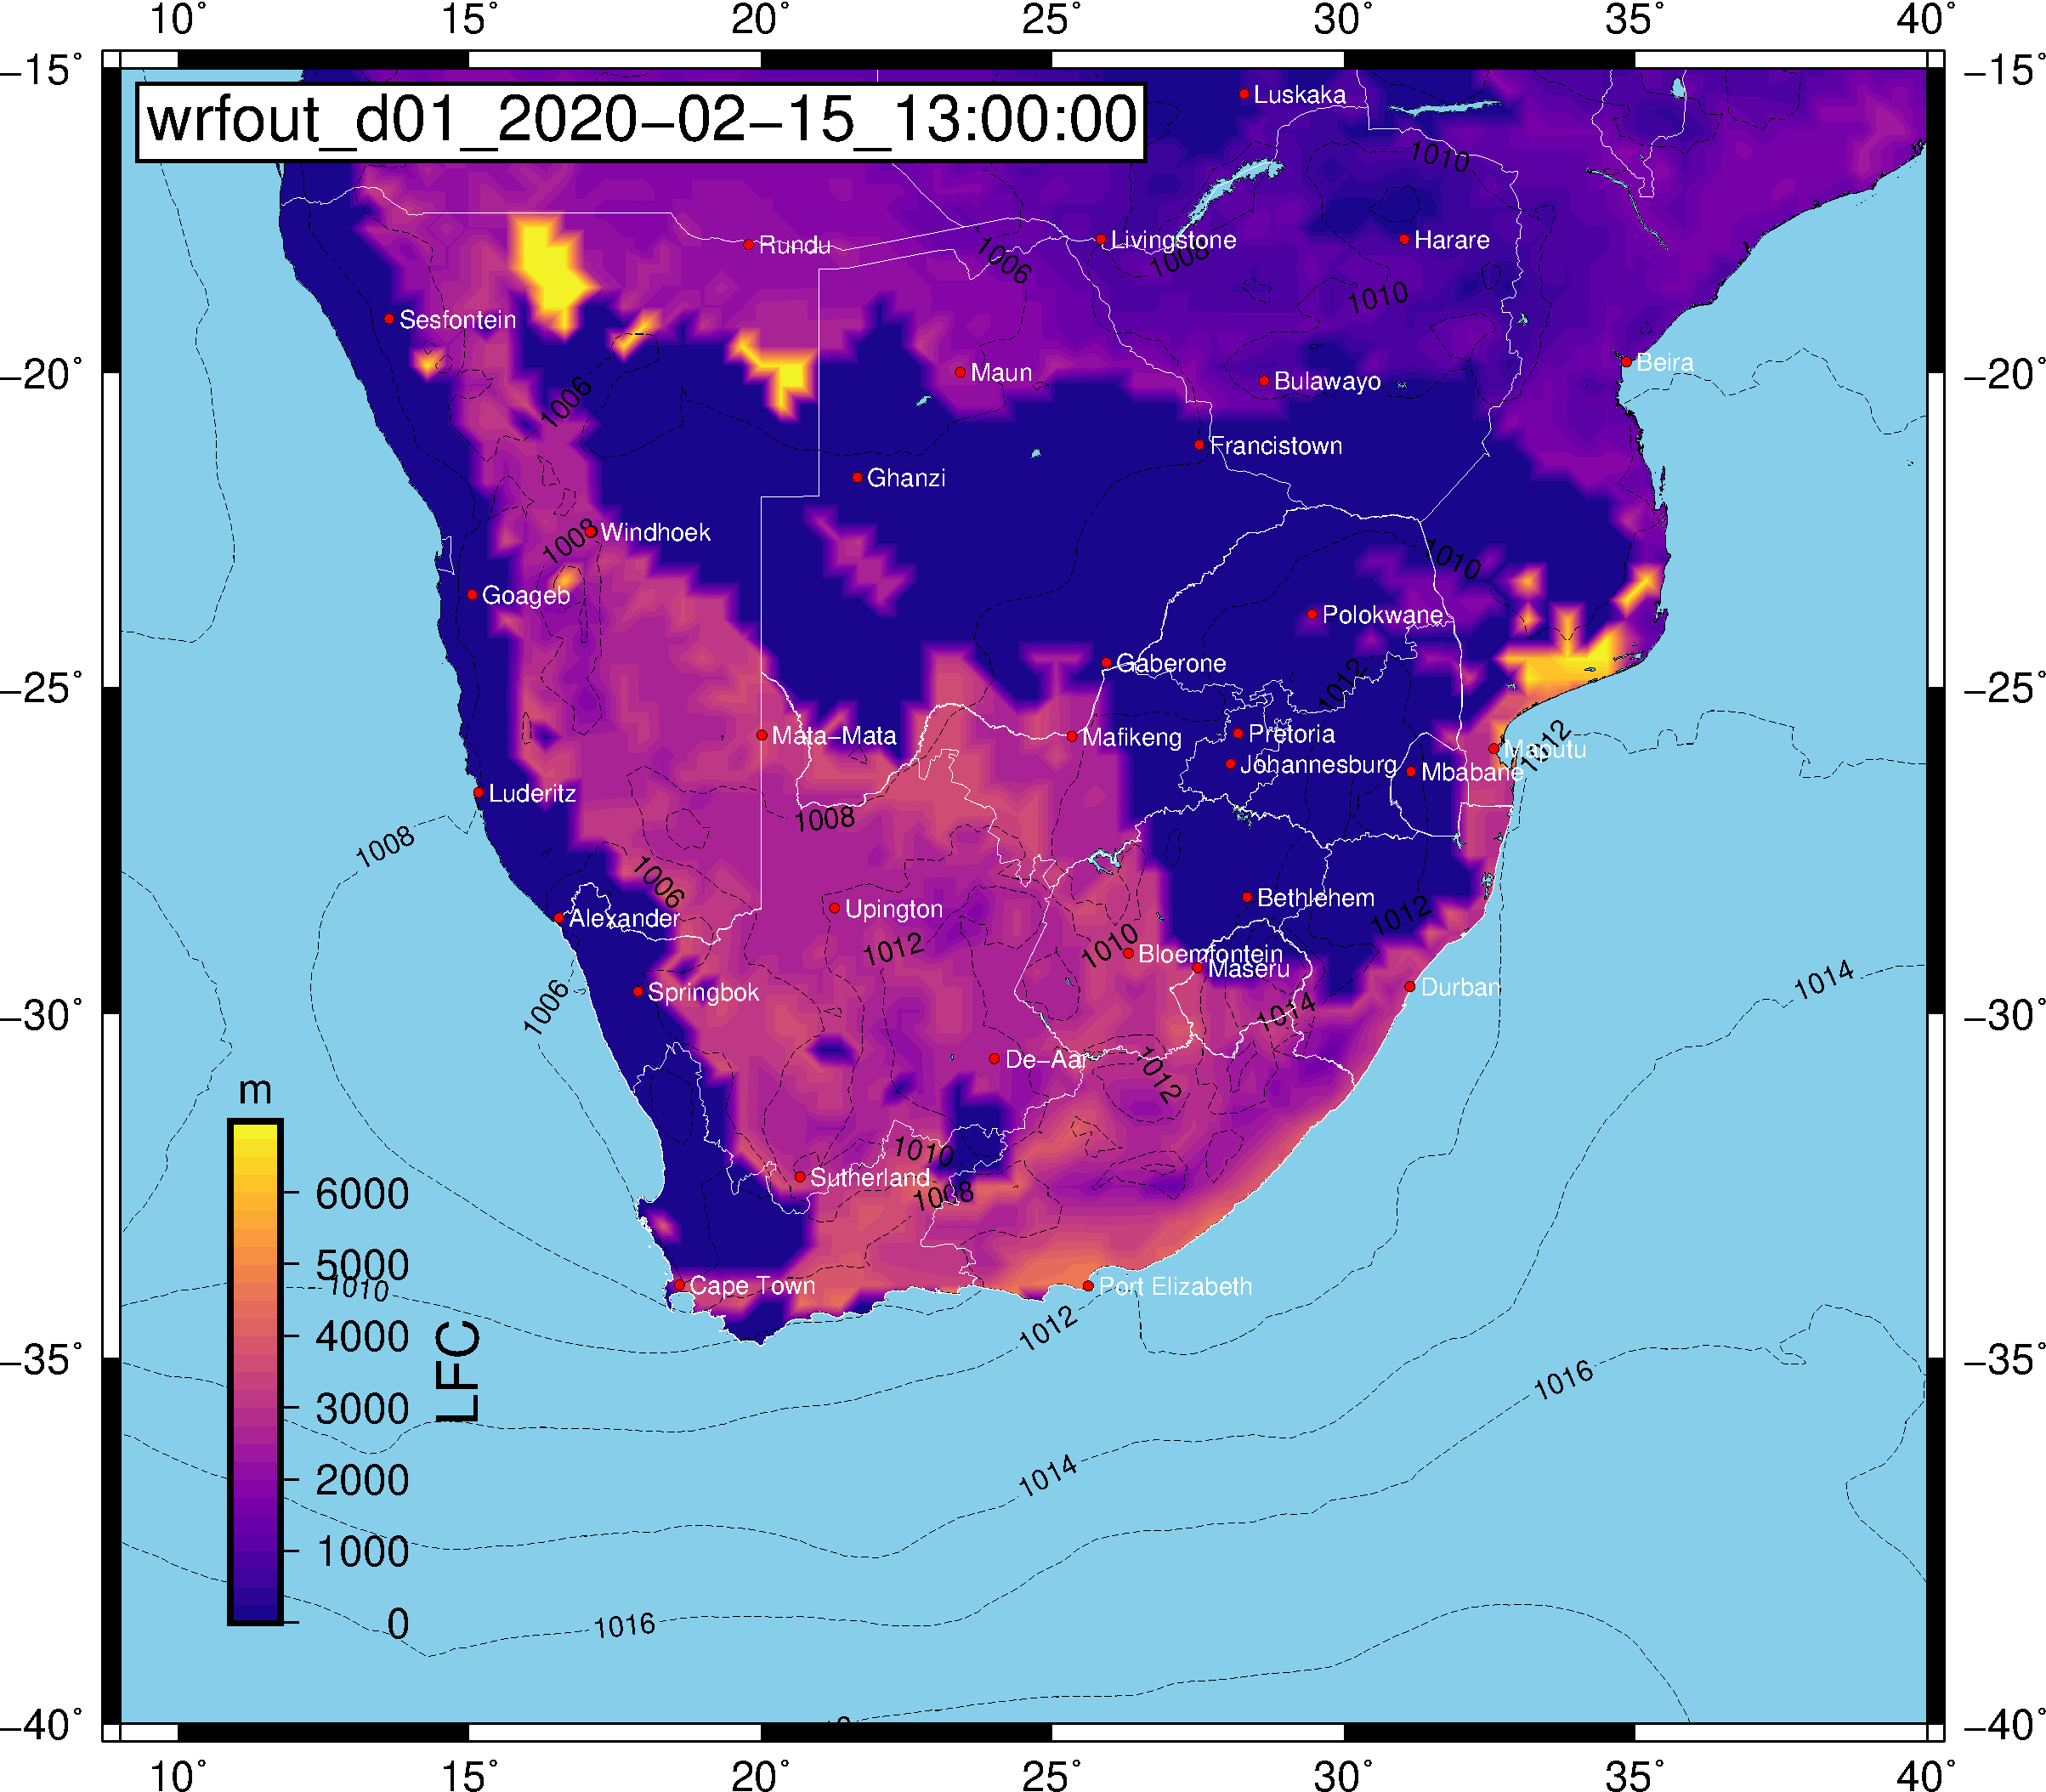 10° 15° 20° 25° 30° 35° 40°
−15° −15°
wrfout_d01_2020−02−15_13:00:00
Luskaka
1010
Rundu
Livingstone
Harare
1006
1008
1010
Sesfontein
Beira
−20° −20°
Maun
Bulawayo
1006
Francistown
Ghanzi
Windhoek
1008
1010
Goageb
Polokwane
Gaberone
−25° −25°
1012
Mata−Mata
Mafikeng
Pretoria
Maputu
1012
Johannesburg
Mbabane
Luderitz
1008
1008
1006
Bethlehem
Upington
Alexander
1012
1012
1010
Bloemfontein
Maseru
1014
Durban
Springbok
1006
1014
−30° −30°
De−Aar
1012
m
1010
Sutherland
1008
6000
5000
1010
Cape Town
Port Elizabeth
4000
1012
LFC
−35° −35°
1016
3000
2000
1014
1000
0
1016
−40° −40°
10° 15° 20° 25° 30° 35° 40°